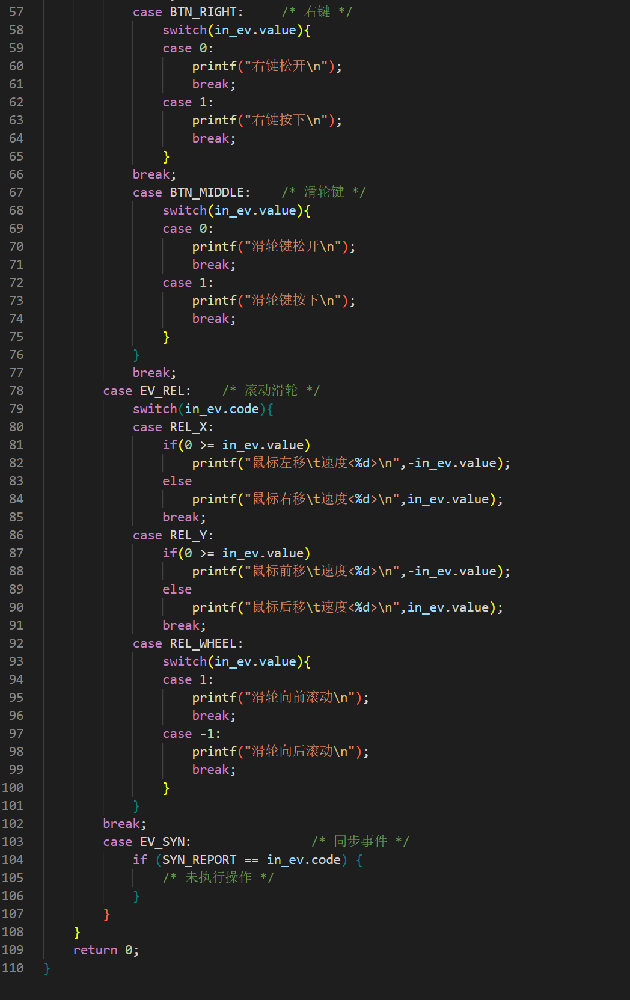 57 case BTN_RIGHT: /* 右键 */
58 switch(in_ev.value){
59 case 0:
60 printf("右键松开\n");
61 break;
62 case 1:
63 printf("右键按下\n");
64 break;
65 }
66 break;
67 case BTN_MIDDLE: /* 滑轮键 */
68 switch(in_ev.value){
69 case 0:
70 printf("滑轮键松开\n");
71 break;
72 case 1:
73 printf("滑轮键按下\n");
74 break;
75 }
76 }
77 break;
78 case EV_REL: /* 滚动滑轮 */
79 switch(in_ev.code){
80 case REL_X:
81 if(0 >= in_ev.value)
82 printf("鼠标左移\t速度<%d>\n",-in_ev.value);
83 else
84 printf("鼠标右移\t速度<%d>\n",in_ev.value);
85 break;
86 case REL_Y:
87 if(0 >= in_ev.value)
88 printf("鼠标前移\t速度<%d>\n",-in_ev.value);
89 else
90 printf("鼠标后移\t速度<%d>\n",in_ev.value);
91 break;
92 case REL_WHEEL:
93 switch(in_ev.value){
94 case 1:
95 printf("滑轮向前滚动\n");
96 break;
97 case -1:
98 printf("滑轮向后滚动\n");
99 break;
100 }
101 }
102 break;
103 case EV_SYN: /* 同步事件 */
104 if (SYN_REPORT == in_ev.code) {
105 /* 未执行操作 */
106 }
107 }
108 }
109 return 0;
110 }